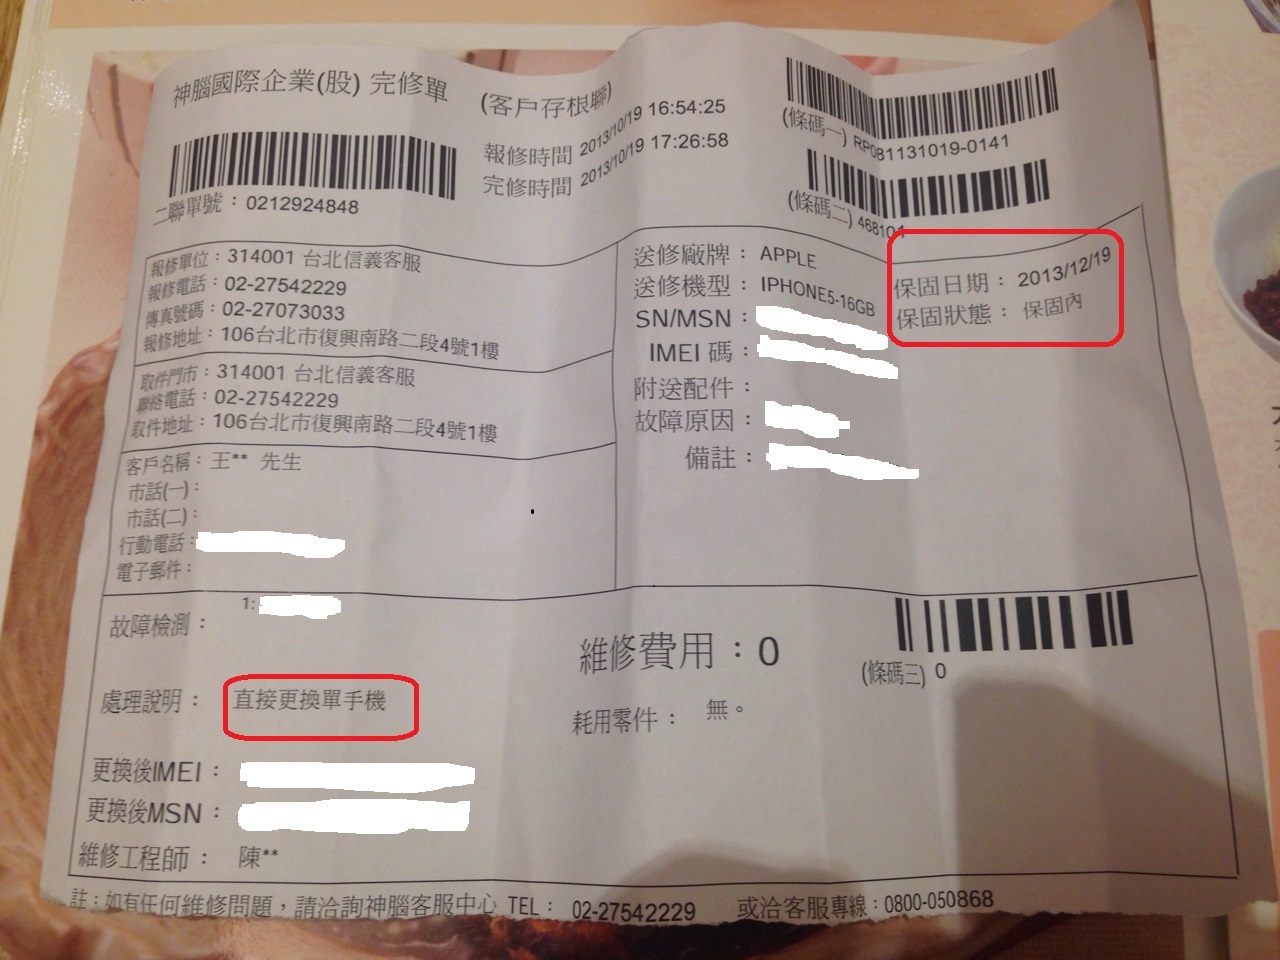 神腦國際企業(股) 完修單
(客戶存根聯)
二聯單號：0212924848
報修時間 2013/10/19 16:54:25
完修時間 2013/10/19 17:26:58
(條碼一) RP081131019-0141
(條碼二) 468101
報修單位：314001 台北信義客服
報修電話：02-27542229
傳真號碼：02-27073033
報修地址：106台北市復興南路二段4號1樓
取件門市：314001 台北信義客服
聯絡電話：02-27542229
取件地址：106台北市復興南路二段4號1樓
客戶名稱：王** 先生
市話(一)：
市話(二)：
行動電話：
電子郵件：
送修廠牌：APPLE
送修機型：IPHONE5-16GB
SN/MSN：
IMEI 碼：
附送配件：
故障原因：
備註：
保固日期：2013/12/19
保固狀態：保固內
故障檢測：
1:
處理說明：直接更換單手機
更換後IMEI：
更換後MSN：
維修工程師：陳**
維修費用：0
耗用零件：無。
(條碼三) 0
註：如有任何維修問題，請洽詢神腦客服中心 TEL： 02-27542229 或洽客服專線：0800-050868